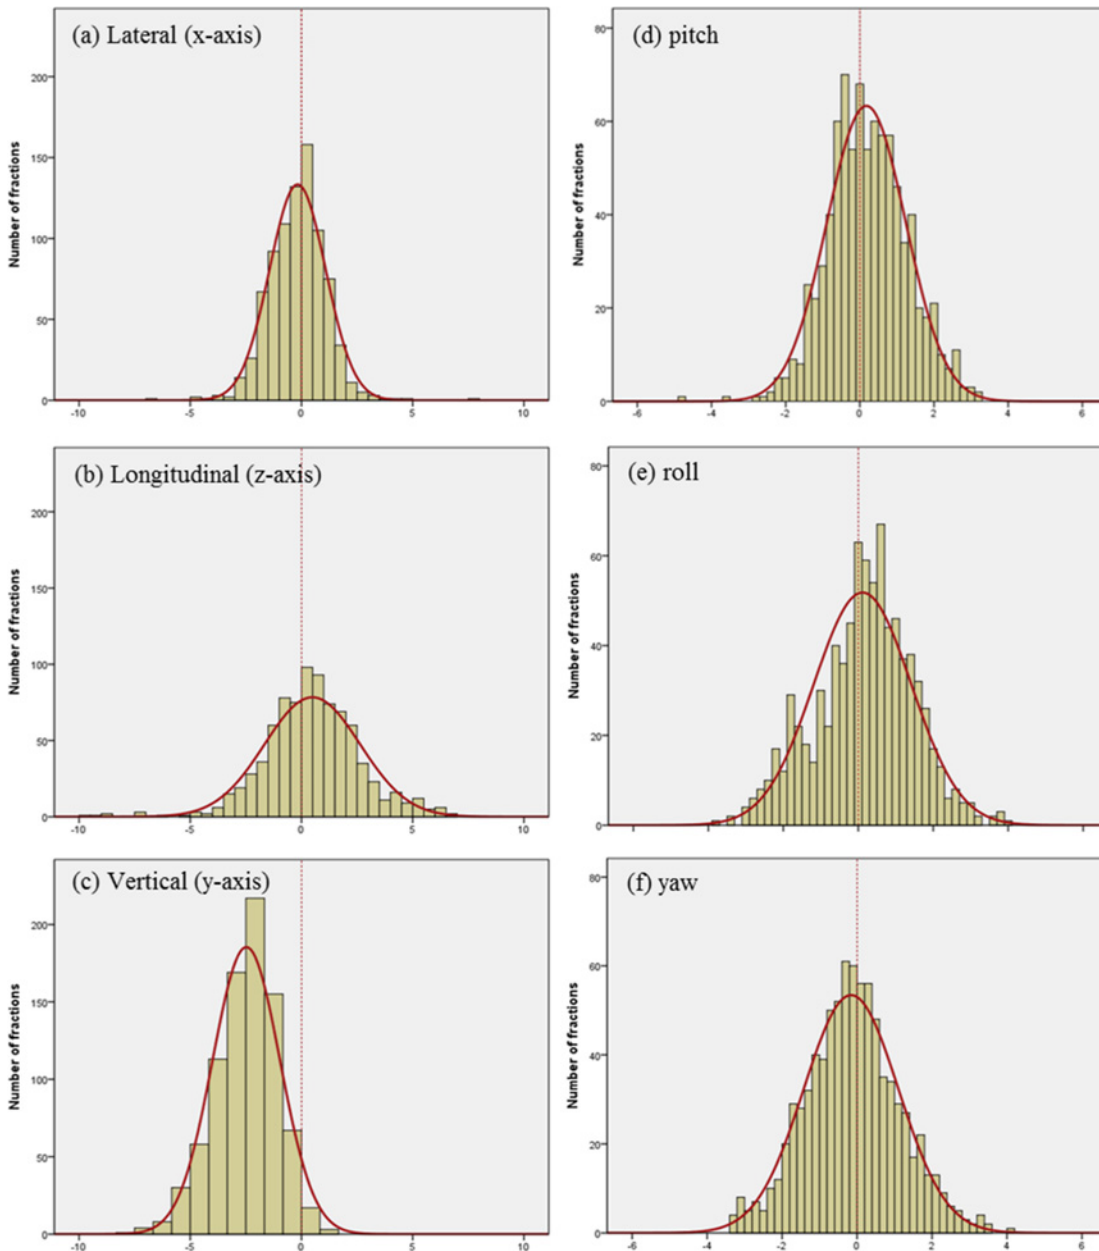 (a) Lateral (x-axis)
Number of fractions
200
150
100
50
0
-10 -5 0 5 10
(d) pitch
Number of fractions
80
60
40
20
0
-6 -4 -2 0 2 4 6
(b) Longitudinal (z-axis)
Number of fractions
200
150
100
50
0
-10 -5 0 5 10
(e) roll
Number of fractions
80
60
40
20
0
(c) Vertical (y-axis)
Number of fractions
200
150
100
50
0
-10 -5 0 5 10
(f) yaw
Number of fractions
80
60
40
20
0
-6 -4 -2 0 2 4 6